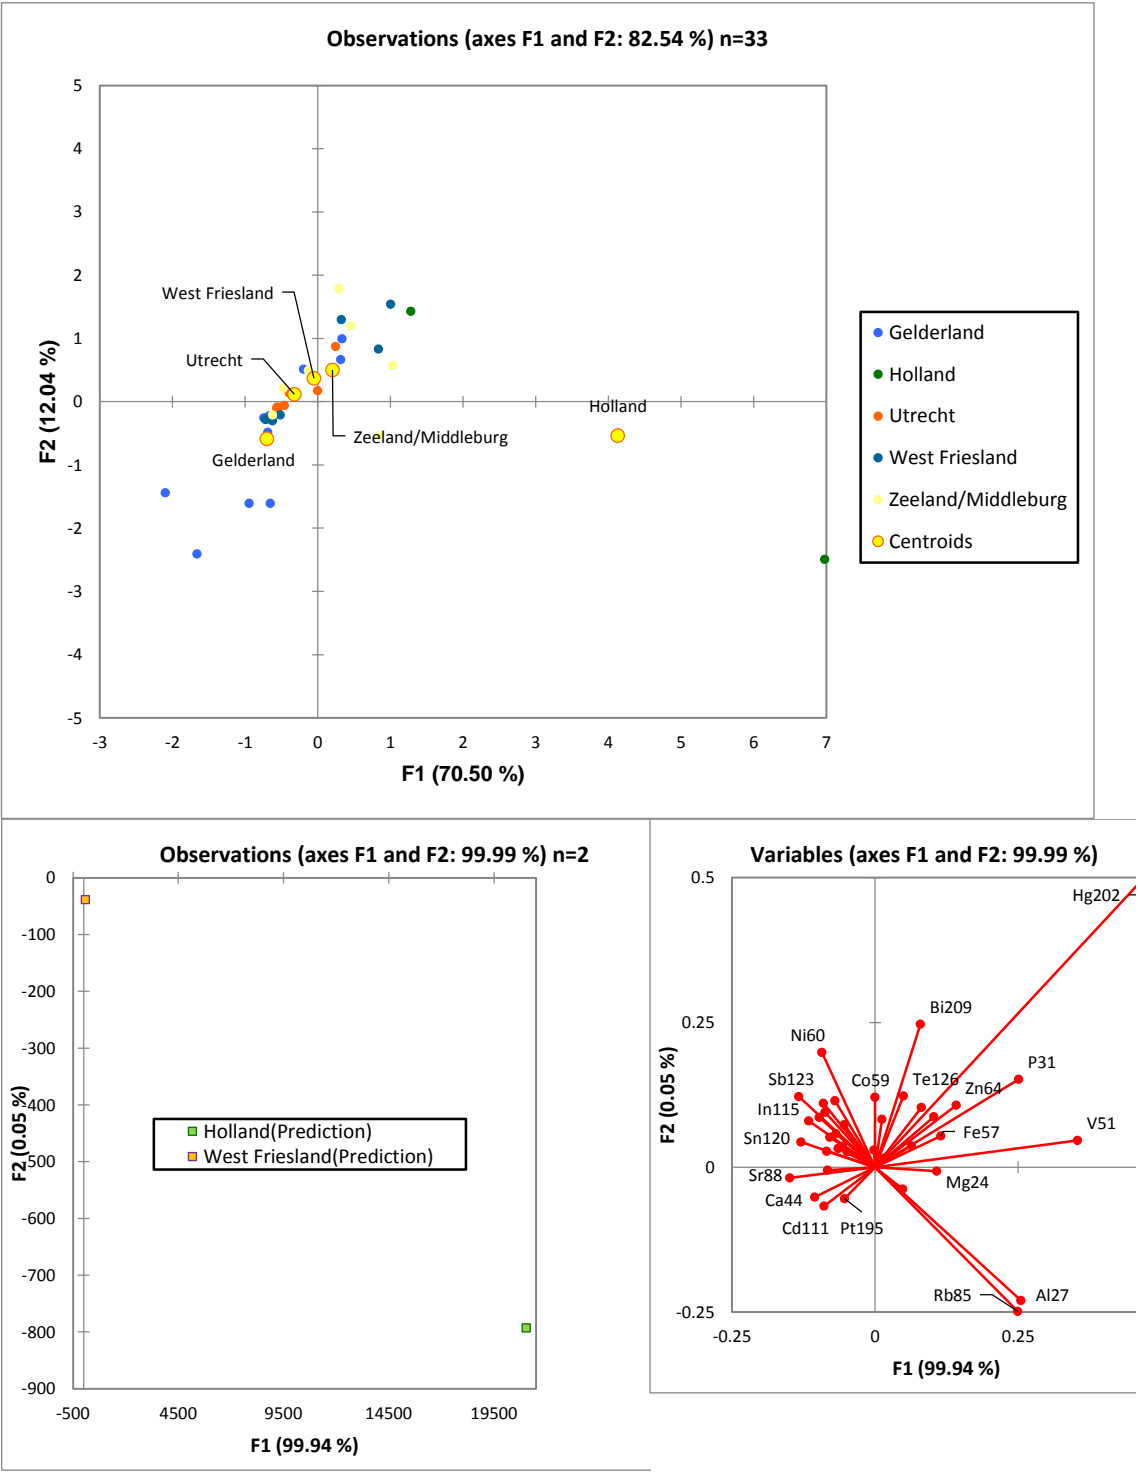 Observations (axes F1 and F2: 82.54 %) n=33
5
4
3
2
1
0
-1
-2
-3
-4
-5
-3 -2 -1 0 1 2 3 4 5 6 7
F2 (12.04 %)
F1 (70.50 %)
West Friesland
Utrecht
Holland
Zeeland/Middleburg
Gelderland
Gelderland
Holland
Utrecht
West Friesland
Zeeland/Middleburg
Centroids
Observations (axes F1 and F2: 99.99 %) n=2
0
-100
-200
-300
-400
-500
-600
-700
-800
-900
-500 4500 9500 14500 19500
F2 (0.05 %)
F1 (99.94 %)
Holland(Prediction)
West Friesland(Prediction)
Variables (axes F1 and F2: 99.99 %)
0.5
0.25
0
-0.25
-0.25 0 0.25
F2 (0.05 %)
F1 (99.94 %)
Hg202
Bi209
Ni60
P31
Sb123
Co59
Te126
Zn64
In115
V51
Fe57
Sn120
Sr88
Mg24
Ca44
Cd111
Pt195
Rb85
Al27